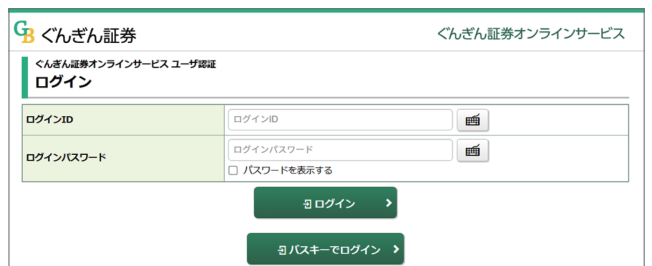 GB ぐんぎん証券
ぐんぎん証券オンラインサービス
ぐんぎん証券オンラインサービス ユーザ認証
ログイン
ログインID
ログインID
ログインパスワード
ログインパスワード
パスワードを表示する
ログイン
パスキーでログイン